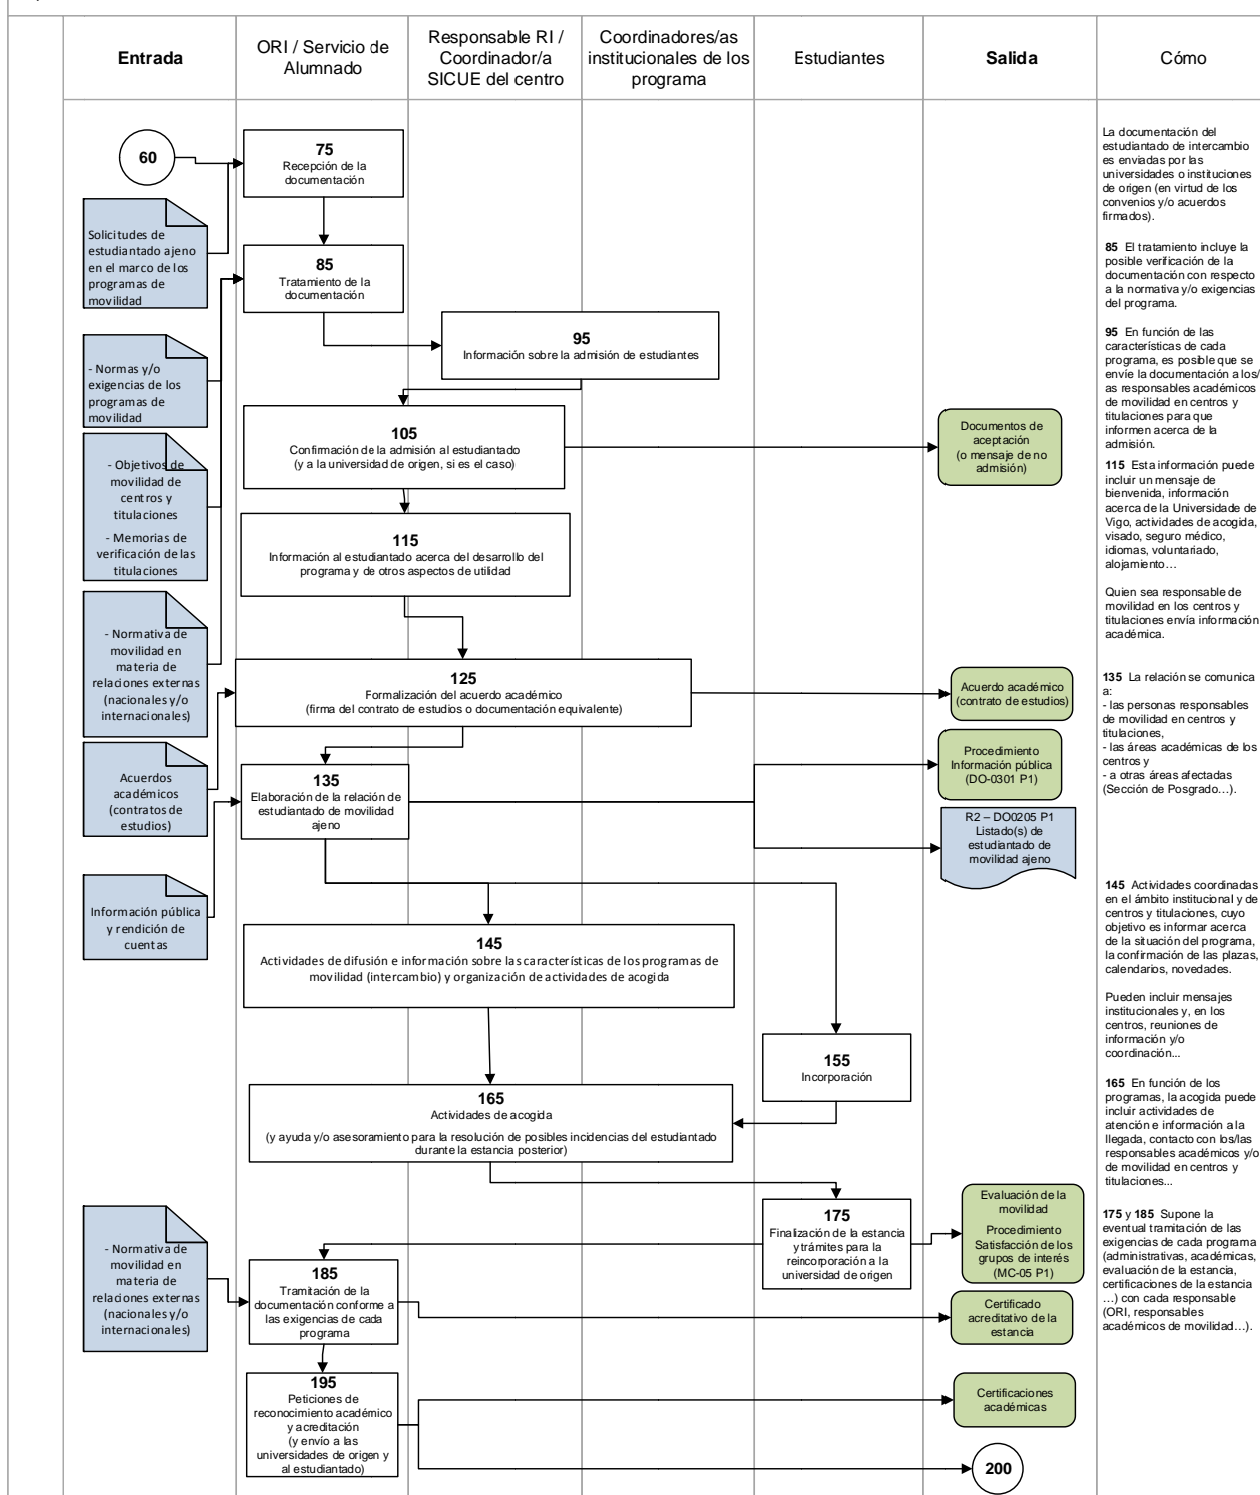 Entrada
ORI / Servicio de
Alumnado
Responsable RI /
Coordinador/a
SICUE del centro
Coordinadores/as
institucionales de los
programa
Estudiantes
Salida
Cómo
60
75
Recepción de la
documentación
Solicitudes de
estudiantado ajeno
en el marco de los
programas de
movilidad
85
Tratamiento de la
documentación
- Normas y/o
exigencias de los
programas de
movilidad
95
Información sobre la admisión de estudiantes
105
Confirmación de la admisión al estudiantado
(y a la universidad de origen, si es el caso)
Documentos de
aceptación
(o mensaje de no
admisión)
- Objetivos de
movilidad de
centros y
titulaciones
- Memorias de
verificación de las
titulaciones
115
Información al estudiantado acerca del desarrollo del
programa y de otros aspectos de utilidad
- Normativa de
movilidad en
materia de
relaciones externas
(nacionales y/o
internacionales)
125
Formalización del acuerdo académico
(firma del contrato de estudios o documentación equivalente)
Acuerdo académico
(contrato de estudios)
Acuerdos
académicos
(contratos de
estudios)
135
Elaboración de la relación de
estudiantado de movilidad
ajeno
Procedimiento
Información pública
(DO-0301 P1)
R2 – DO0205 P1
Listado(s) de
estudiantado de
movilidad ajeno
Información pública
y rendición de
cuentas
145
Actividades de difusión e información sobre las características de los programas de
movilidad (intercambio) y organización de actividades de acogida
155
Incorporación
165
Actividades de acogida
(y ayuda y/o asesoramiento para la resolución de posibles incidencias del estudiantado
durante la estancia posterior)
175
Finalización de la estancia
y trámites para la
reincorporación a la
universidad de origen
Evaluación de la
movilidad
Procedimiento
Satisfacción de los
grupos de interés
(MC-05 P1)
- Normativa de
movilidad en
materia de
relaciones externas
(nacionales y/o
internacionales)
185
Tramitación de la
documentación conforme a
las exigencias de cada
programa
Certificado
acreditativo de la
estancia
195
Peticiones de
reconocimiento académico
y acreditación
(y envío a las
universidades de origen y
al estudiantado)
Certificaciones
académicas
200
La documentación del
estudiantado de intercambio
es enviadas por las
universidades o instituciones
de origen (en virtud de los
convenios y/o acuerdos
firmados).
85 El tratamiento incluye la
posible verificación de la
documentación con respecto
a la normativa y/o exigencias
del programa.
95 En función de las
características de cada
programa, es posible que se
envíe la documentación a los/
as responsables académicos
de movilidad en centros y
titulaciones para que
informen acerca de la
admisión.
115 Esta información puede
incluir un mensaje de
bienvenida, información
acerca de la Universidade de
Vigo, actividades de acogida,
visado, seguro médico,
idiomas, voluntariado,
alojamiento...
Quien sea responsable de
movilidad en los centros y
titulaciones envía información
académica.
135 La relación se comunica
a:
- las personas responsables
de movilidad en centros y
titulaciones,
- las áreas académicas de los
centros y
- a otras áreas afectadas
(Sección de Posgrado...).
145 Actividades coordinadas
en el ámbito institucional y de
centros y titulaciones, cuyo
objetivo es informar acerca
de la situación del programa,
la confirmación de las plazas,
calendarios, novedades.
Pueden incluir mensajes
institucionales y, en los
centros, reuniones de
información y/o
coordinación...
165 En función de los
programas, la acogida puede
incluir actividades de
atención e información a la
llegada, contacto con los/las
responsables académicos y/o
de movilidad en centros y
titulaciones...
175 y 185 Supone la
eventual tramitación de las
exigencias de cada programa
(administrativas, académicas,
evaluación de la estancia,
certificaciones de la estancia
...) con cada responsable
(ORI, responsables
académicos de movilidad...).